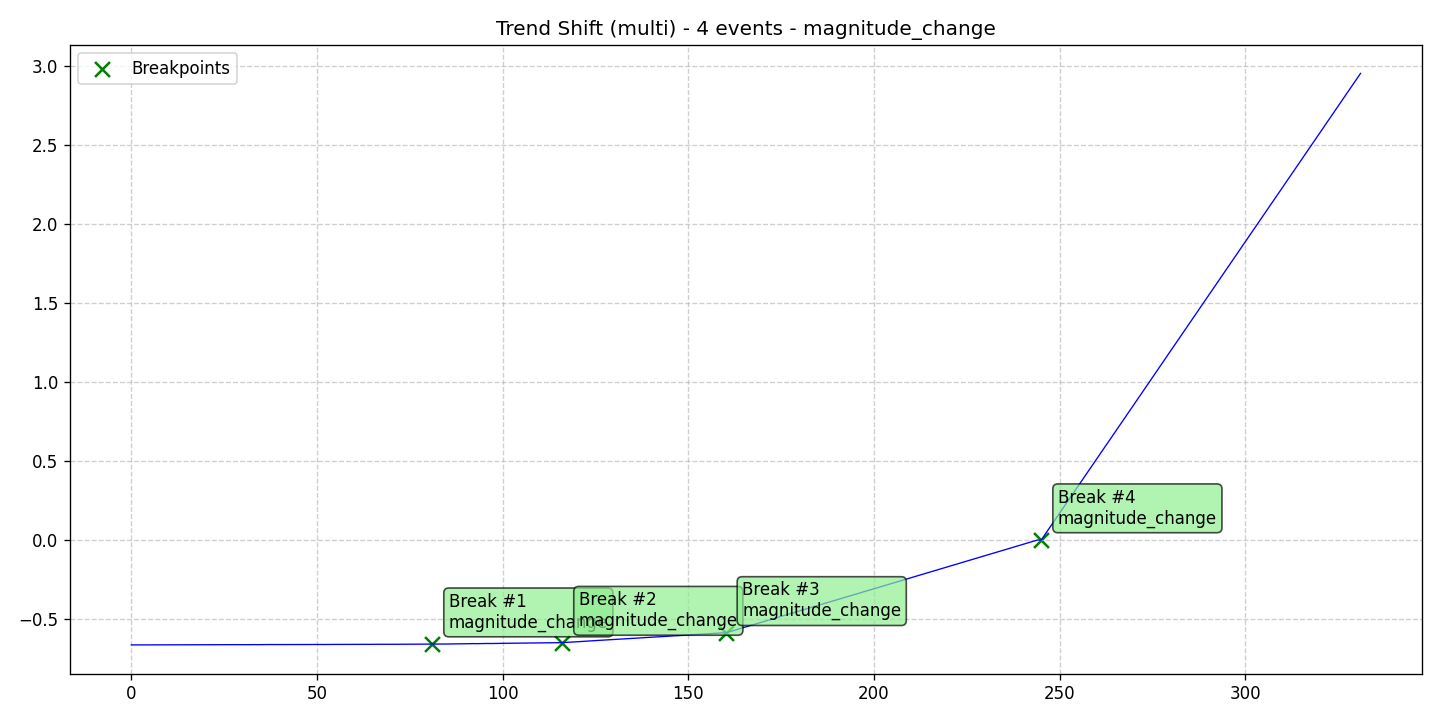 Trend Shift (multi) - 4 events - magnitude_change
Breakpoints
3.0
2.5
2.0
1.5
1.0
0.5
0.0
−0.5
Break #4
magnitude_change
Break #3
magnitude_change
Break #2
magnitude_change
Break #1
magnitude_change
0
50
100
150
200
250
300